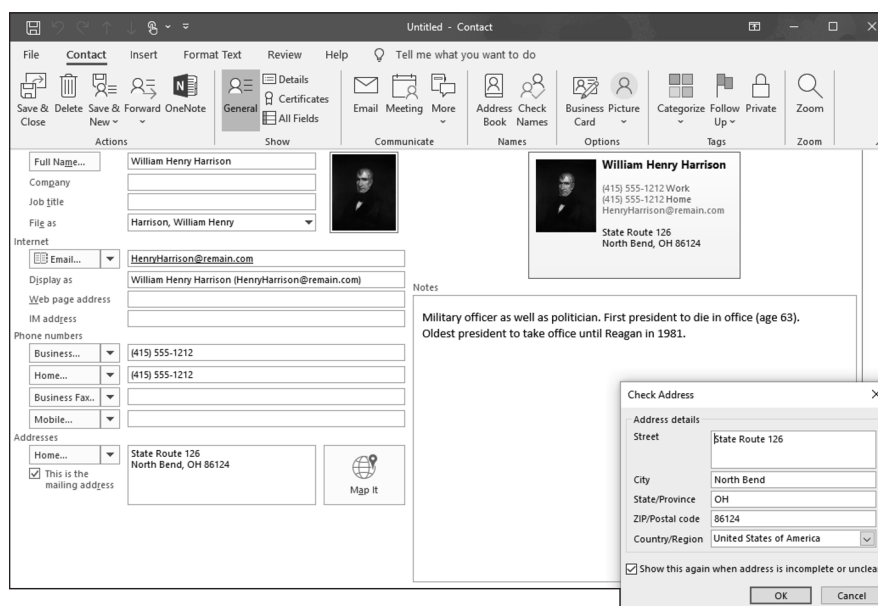 Untitled - Contact
File Contact Insert Format Text Review Help Tell me what you want to do
Save & Close
Delete
Save & New
Forward
OneNote
Actions
General
Details
Certificates
All Fields
Show
Email
Meeting
More
Communicate
Address Book
Check Names
Names
Business Card
Picture
Options
Categorize
Follow Up
Private
Tags
Zoom
Zoom
Full Name... William Henry Harrison
Company
Job title
File as Harrison, William Henry
Internet
Email... HenryHarrison@remain.com
Display as William Henry Harrison (HenryHarrison@remain.com)
Web page address
IM address
Phone numbers
Business... (415) 555-1212
Home... (415) 555-1212
Business Fax..
Mobile...
Addresses
Home... State Route 126
North Bend, OH 86124
This is the
mailing address
Map It
William Henry Harrison
(415) 555-1212 Work
(415) 555-1212 Home
HenryHarrison@remain.com
State Route 126
North Bend, OH 86124
Notes
Military officer as well as politician. First president to die in office (age 63).
Oldest president to take office until Reagan in 1981.
Check Address
Address details
Street State Route 126
City North Bend
State/Province OH
ZIP/Postal code 86124
Country/Region United States of America
Show this again when address is incomplete or unclea
OK Cancel